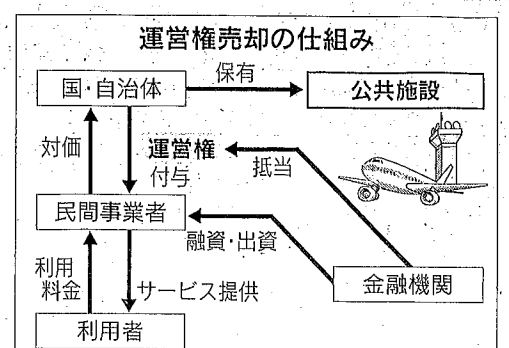 運営権売却の仕組み
国・自治体
保有
公共施設
対価
運営権
付与
抵当
民間事業者
融資・出資
利用
料金
サービス提供
金融機関
利用者